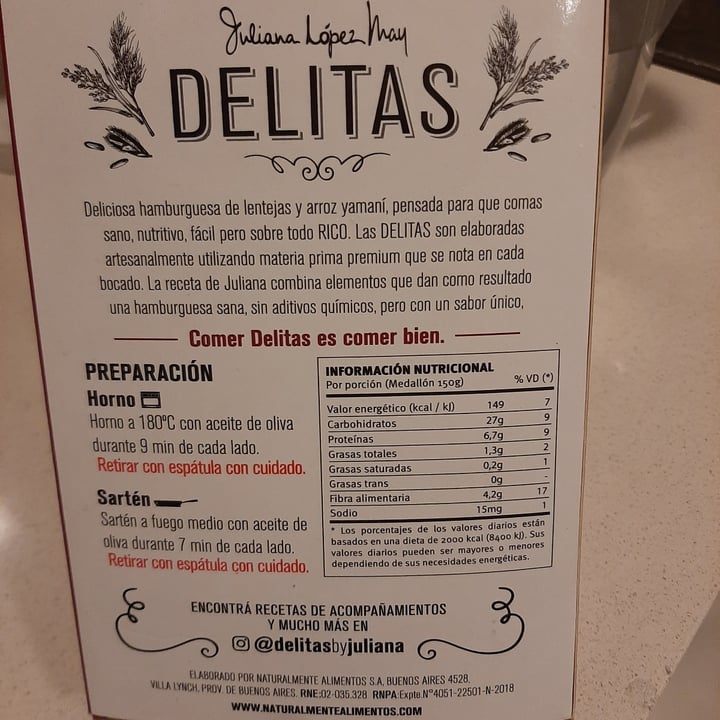 Juliana López May
DELITAS
Deliciosa hamburguesa de lentejas y arroz yamaní, pensada para que comas
sano, nutritivo, fácil pero sobre todo RICO. Las DELITAS son elaboradas
artesanalmente utilizando materia prima premium que se nota en cada
bocado. La receta de Juliana combina elementos que dan como resultado
una hamburguesa sana, sin aditivos químicos, pero con un sabor único,
Comer Delitas es comer bien.
PREPARACIÓN
Horno
Horno a 180ºC con aceite de oliva
durante 9 min de cada lado.
Retirar con espátula con cuidado.
Sartén
Sartén a fuego medio con aceite de
oliva durante 7 min de cada lado.
Retirar con espátula con cuidado.
INFORMACIÓN NUTRICIONAL
Por porción (Medallón 150g) % VD (*)
Valor energético (kcal / kJ) 149 7
Carbohidratos 27g 9
Proteínas 6,7g 9
Grasas totales 1,3g 2
Grasas saturadas 0,2g 1
Grasas trans 0g -
Fibra alimentaria 4,2g 17
Sodio 15mg 1
* Los porcentajes de los valores diarios están
basados en una dieta de 2000 kcal (8400 kJ). Sus
valores diarios pueden ser mayores o menores
dependiendo de sus necesidades energéticas.
ENCONTRÁ RECETAS DE ACOMPAÑAMIENTOS
Y MUCHO MÁS EN
@delitasbyjuliana
ELABORADO POR NATURALMENTE ALIMENTOS S.A, BUENOS AIRES 4528,
VILLA LYNCH, PROV. DE BUENOS AIRES. RNE:02-035.328 RNPA:Expte.Nº4051-22501-N-2018
WWW.NATURALMENTEALIMENTOS.COM